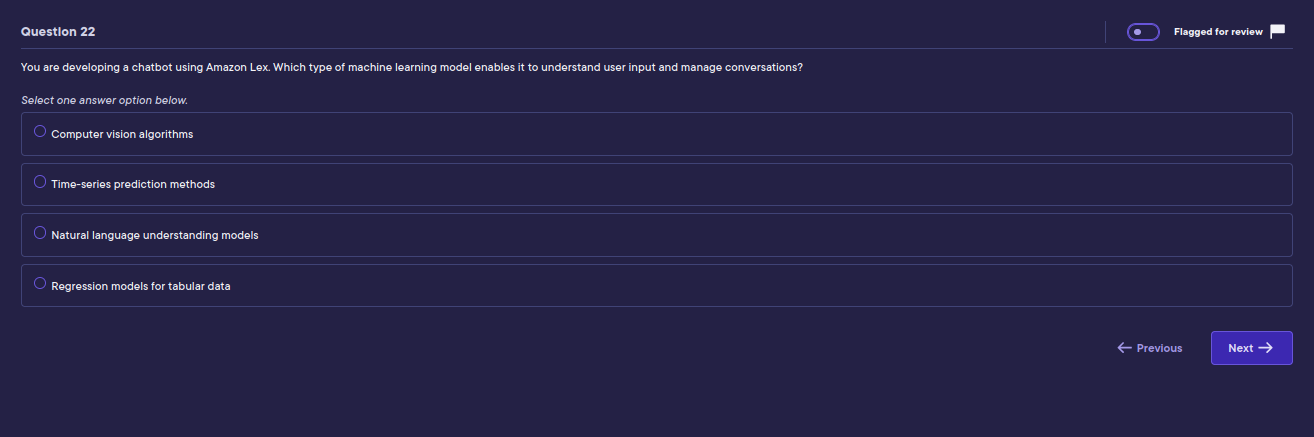 Question 22
Flagged for review
You are developing a chatbot using Amazon Lex. Which type of machine learning model enables it to understand user input and manage conversations?
Select one answer option below.
Computer vision algorithms
Time-series prediction methods
Natural language understanding models
Regression models for tabular data
Previous
Next